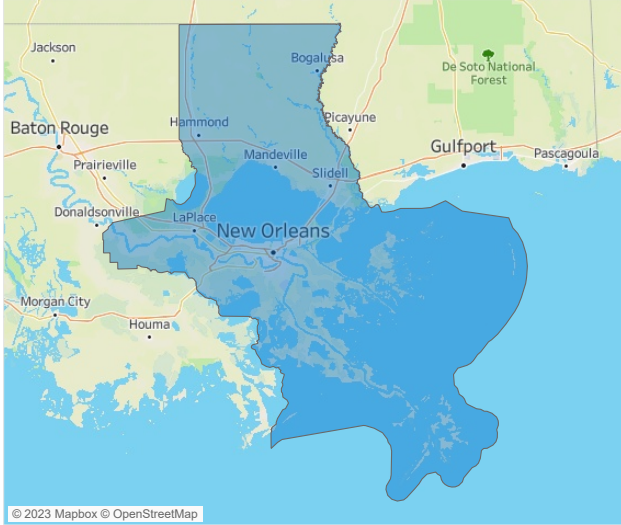 Jackson
Bogalusa
De Soto National
Forest
Baton Rouge
Hammond
Picayune
Gulfport
Pascagoula
Prairieville
Mandeville
Slidell
Donaldsonville
LaPlace
New Orleans
Morgan City
Houma
© 2023 Mapbox © OpenStreetMap